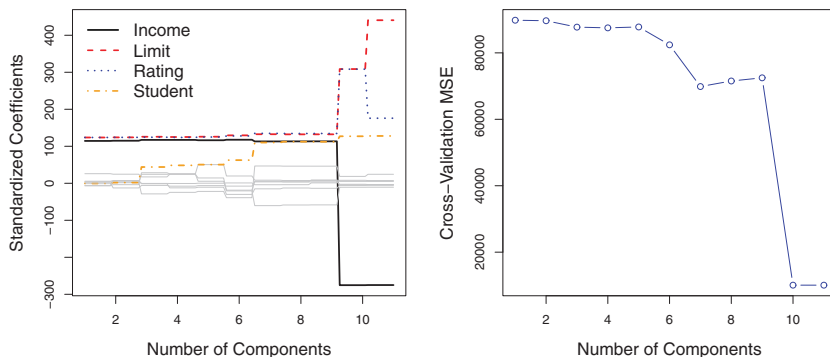 Standardized Coefficients
400
300
200
100
0
-100
-300
Income
Limit
Rating
Student
2 4 6 8 10
Number of Components
Cross-Validation MSE
80000
60000
40000
20000
2 4 6 8 10
Number of Components